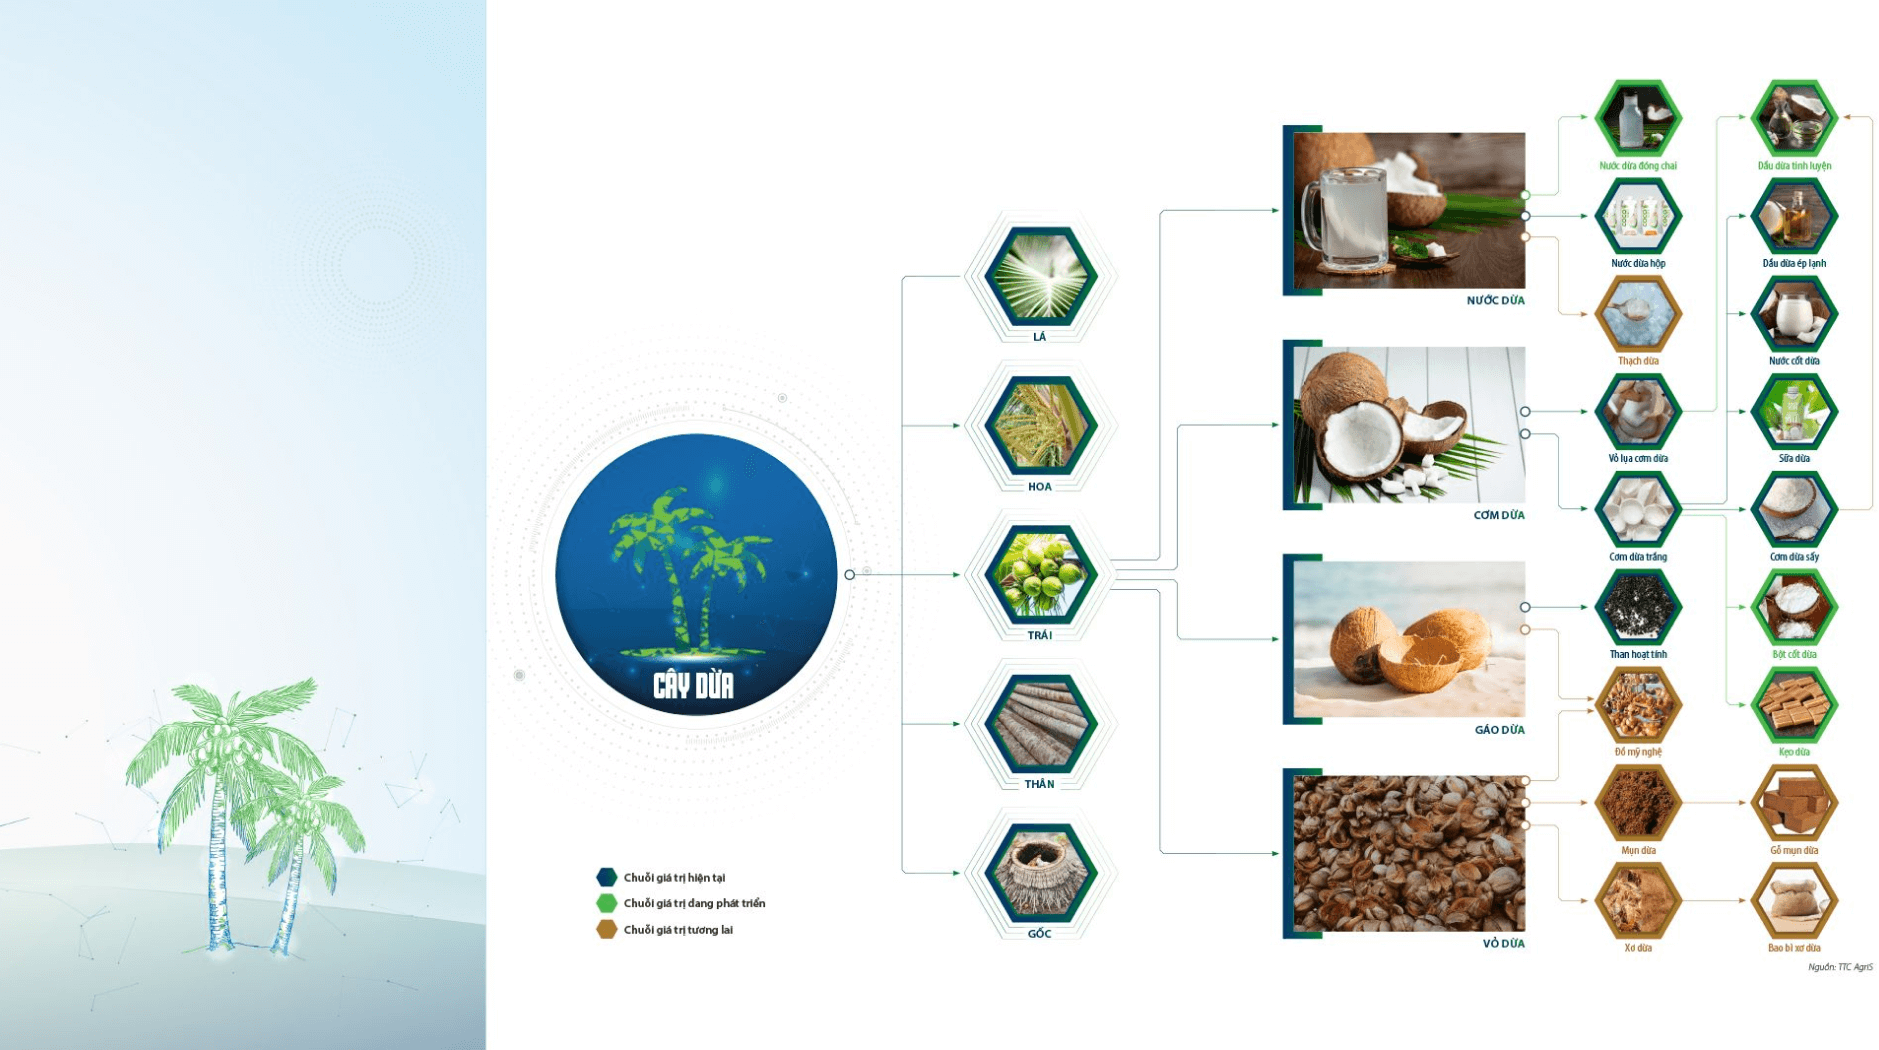 CÂY DỪA
Chuỗi giá trị hiện tại
Chuỗi giá trị đang phát triển
Chuỗi giá trị tương lai
LÁ
HOA
TRÁI
THÂN
GỐC
NƯỚC DỪA
CƠM DỪA
GÁO DỪA
VỎ DỪA
Nước dừa đóng chai
Nước dừa hộp
Thạch dừa
Vỏ lụa cơm dừa
Cơm dừa trắng
Than hoạt tính
Đồ mỹ nghệ
Mụn dừa
Xơ dừa
Dầu dừa tinh luyện
Dầu dừa ép lạnh
Nước cốt dừa
Sữa dừa
Cơm dừa sấy
Bột cốt dừa
Kẹo dừa
Gỗ mụn dừa
Bao bì xơ dừa
Nguồn: TTC AgriS